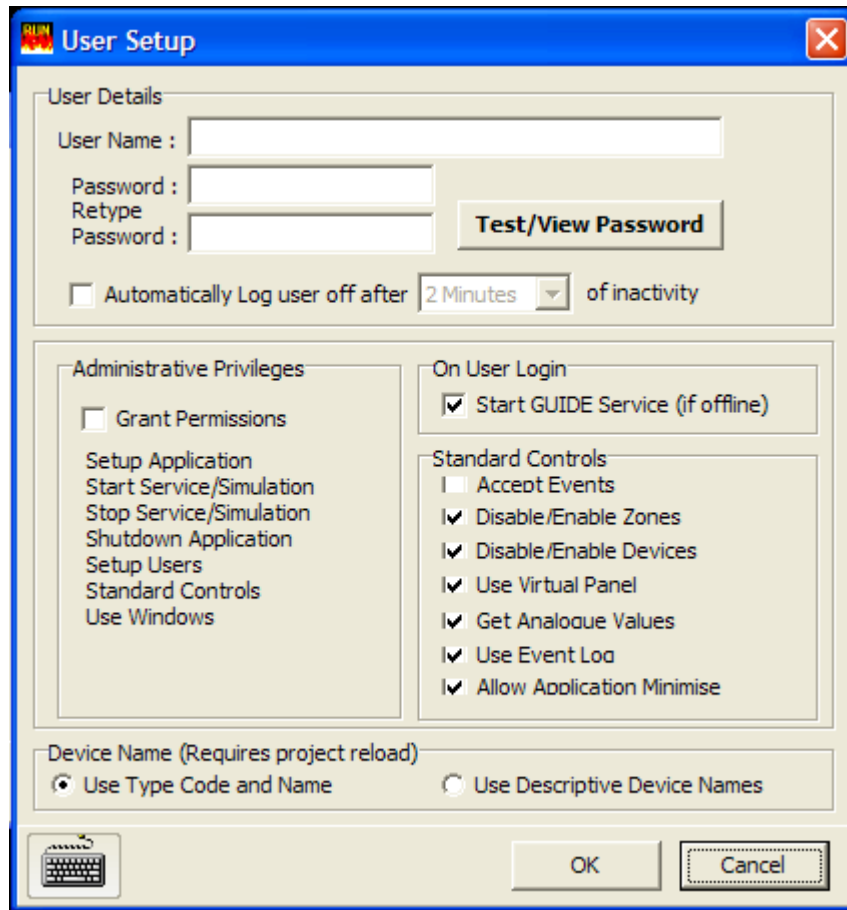 RUN
User Setup
User Details
User Name :
Password :
Retype
Password :
Test/View Password
Automatically Log user off after 2 Minutes of inactivity
Administrative Privileges
Grant Permissions
Setup Application
Start Service/Simulation
Stop Service/Simulation
Shutdown Application
Setup Users
Standard Controls
Use Windows
On User Login
Start GUIDE Service (if offline)
Standard Controls
Accept Events
Disable/Enable Zones
Disable/Enable Devices
Use Virtual Panel
Get Analogue Values
Use Event Log
Allow Application Minimise
Device Name (Requires project reload)
Use Type Code and Name
Use Descriptive Device Names
OK
Cancel